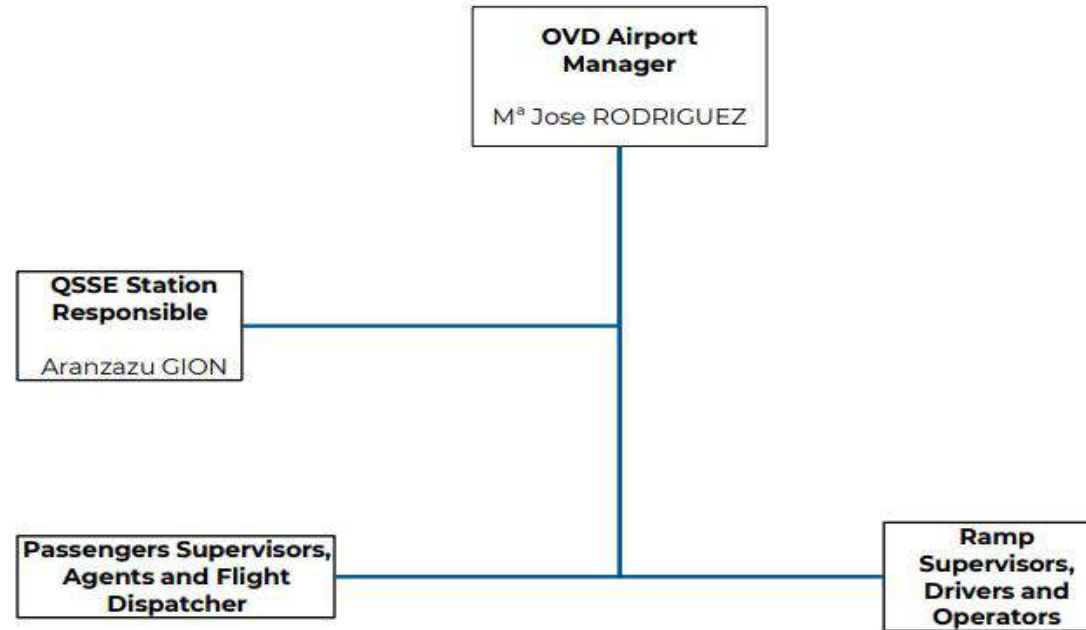 OVD Airport
Manager
Mª Jose RODRIGUEZ
QSSE Station
Responsible
Aranzazu GION
Passengers Supervisors,
Agents and Flight
Dispatcher
Ramp
Supervisors,
Drivers and
Operators